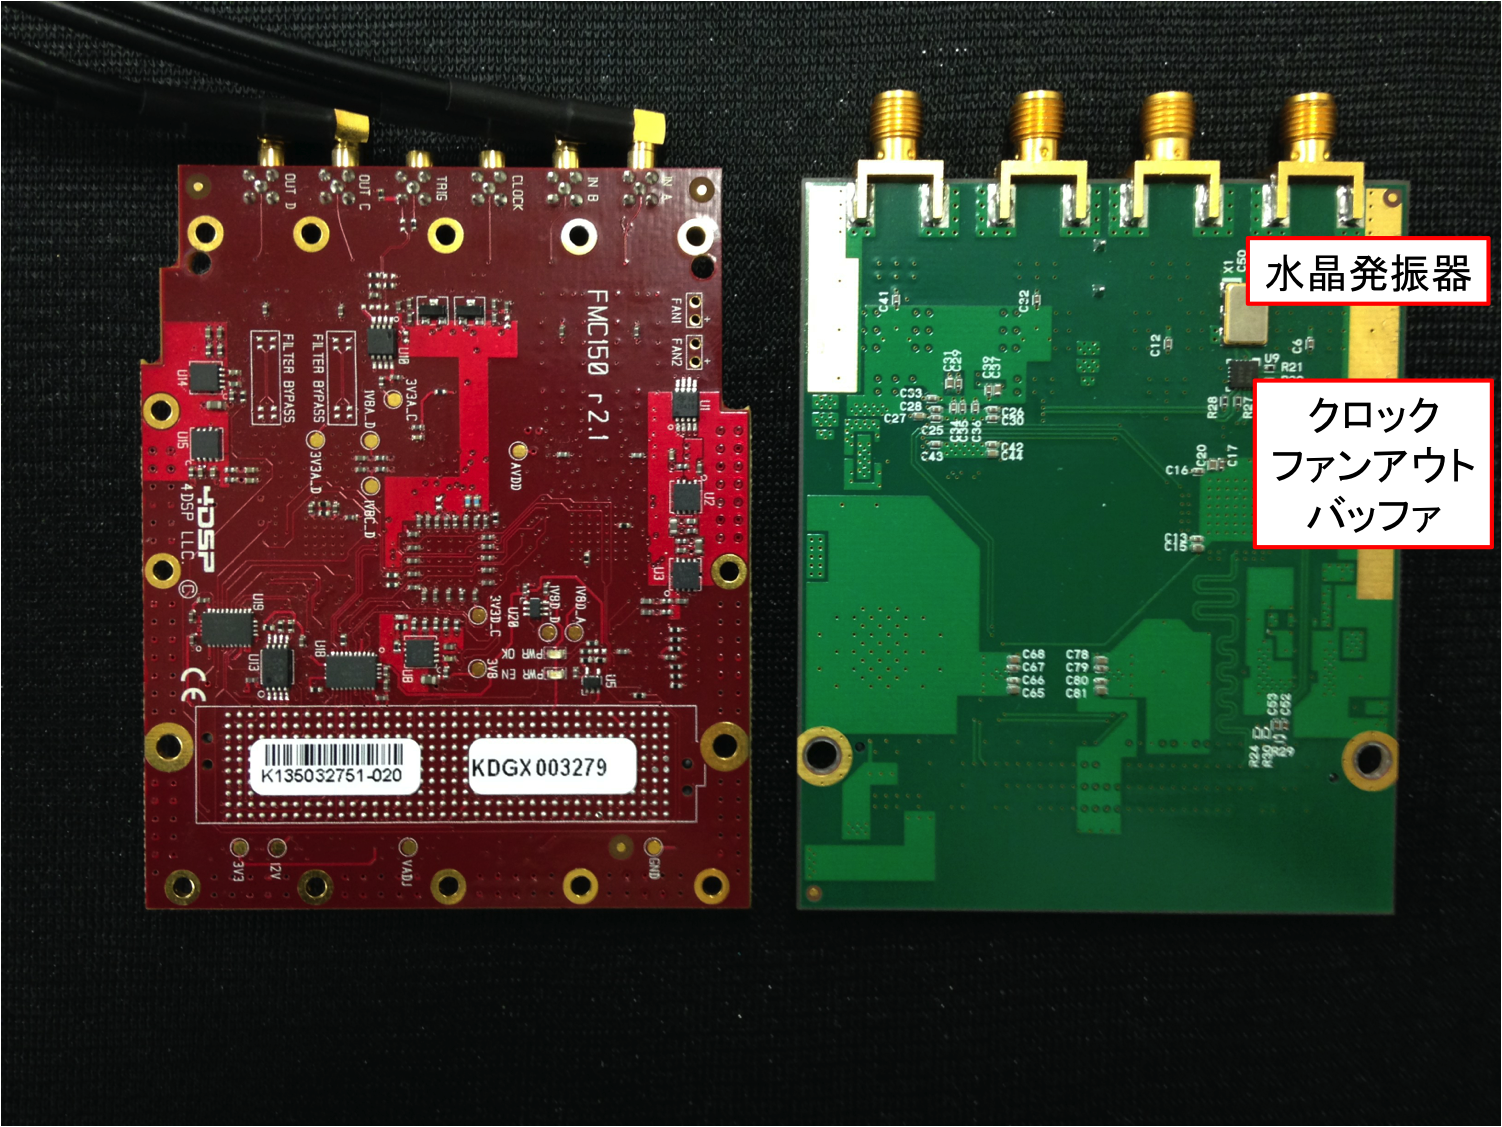 OUT D
OUT C
TRIG
CLOCK
IN B
IN A
FMC150 r2.1
FAN1
+
FAN2
+
U10
U14
U15
FILTER BYPASS
FILTER BYPASS
3V3A_C
1V8A_D
3V3A_D
1V8C_D
AVDD
U1
U2
U3
4DSP
4DSP LLC.
©
U19
U13
U18
U8
3V3D_C
U20
1V8D_D
1V8D_A
PWR OK
PWR EN
3V8
U5
CE
K135032751-020
KDGX003279
3V3
12V
VADJ
GND
水晶発振器
クロック
ファンアウト
バッファ
X1
C50
C41
C32
C12
C6
U9
R21
R28
R27
C31
C29
C39
C37
C33
C28
C27
C25
C34
C35
C36
C26
C30
C43
C42
C44
C20
C17
C16
C13
C15
C68
C67
C66
C65
C78
C79
C80
C81
C53
C52
R24
R30
R29